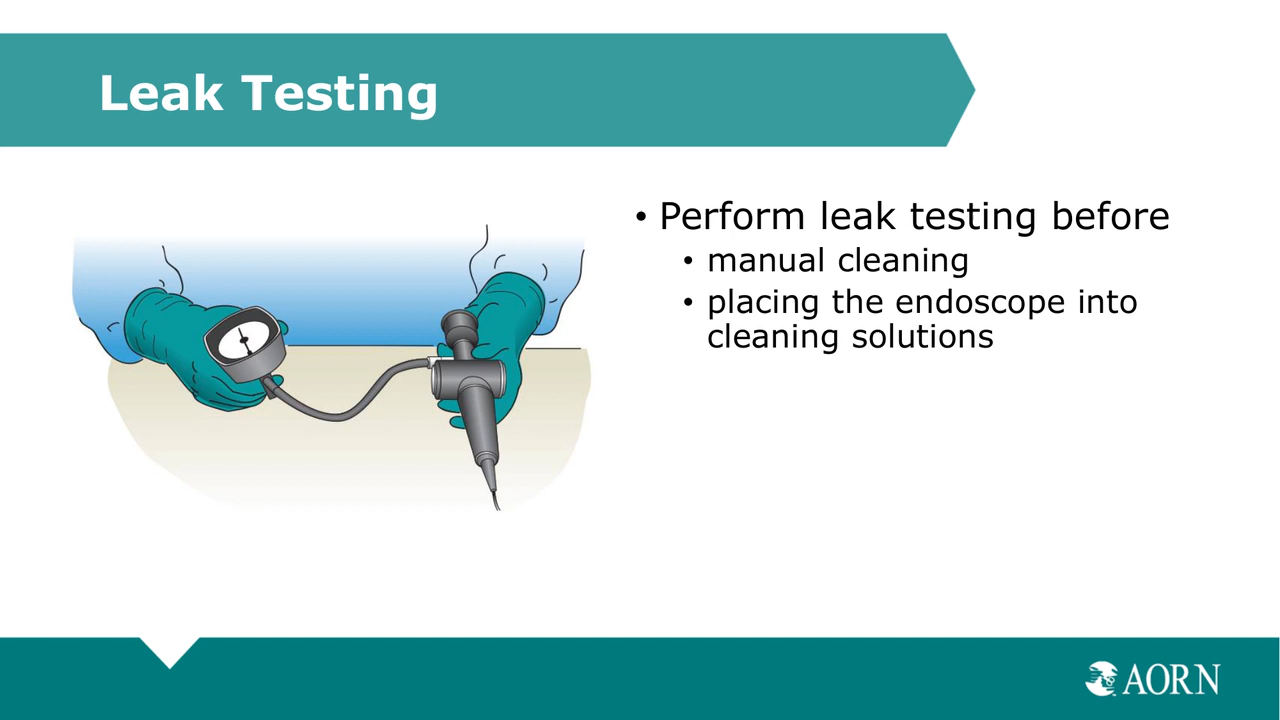 Leak Testing
• Perform leak testing before
• manual cleaning
• placing the endoscope into
cleaning solutions
AORN